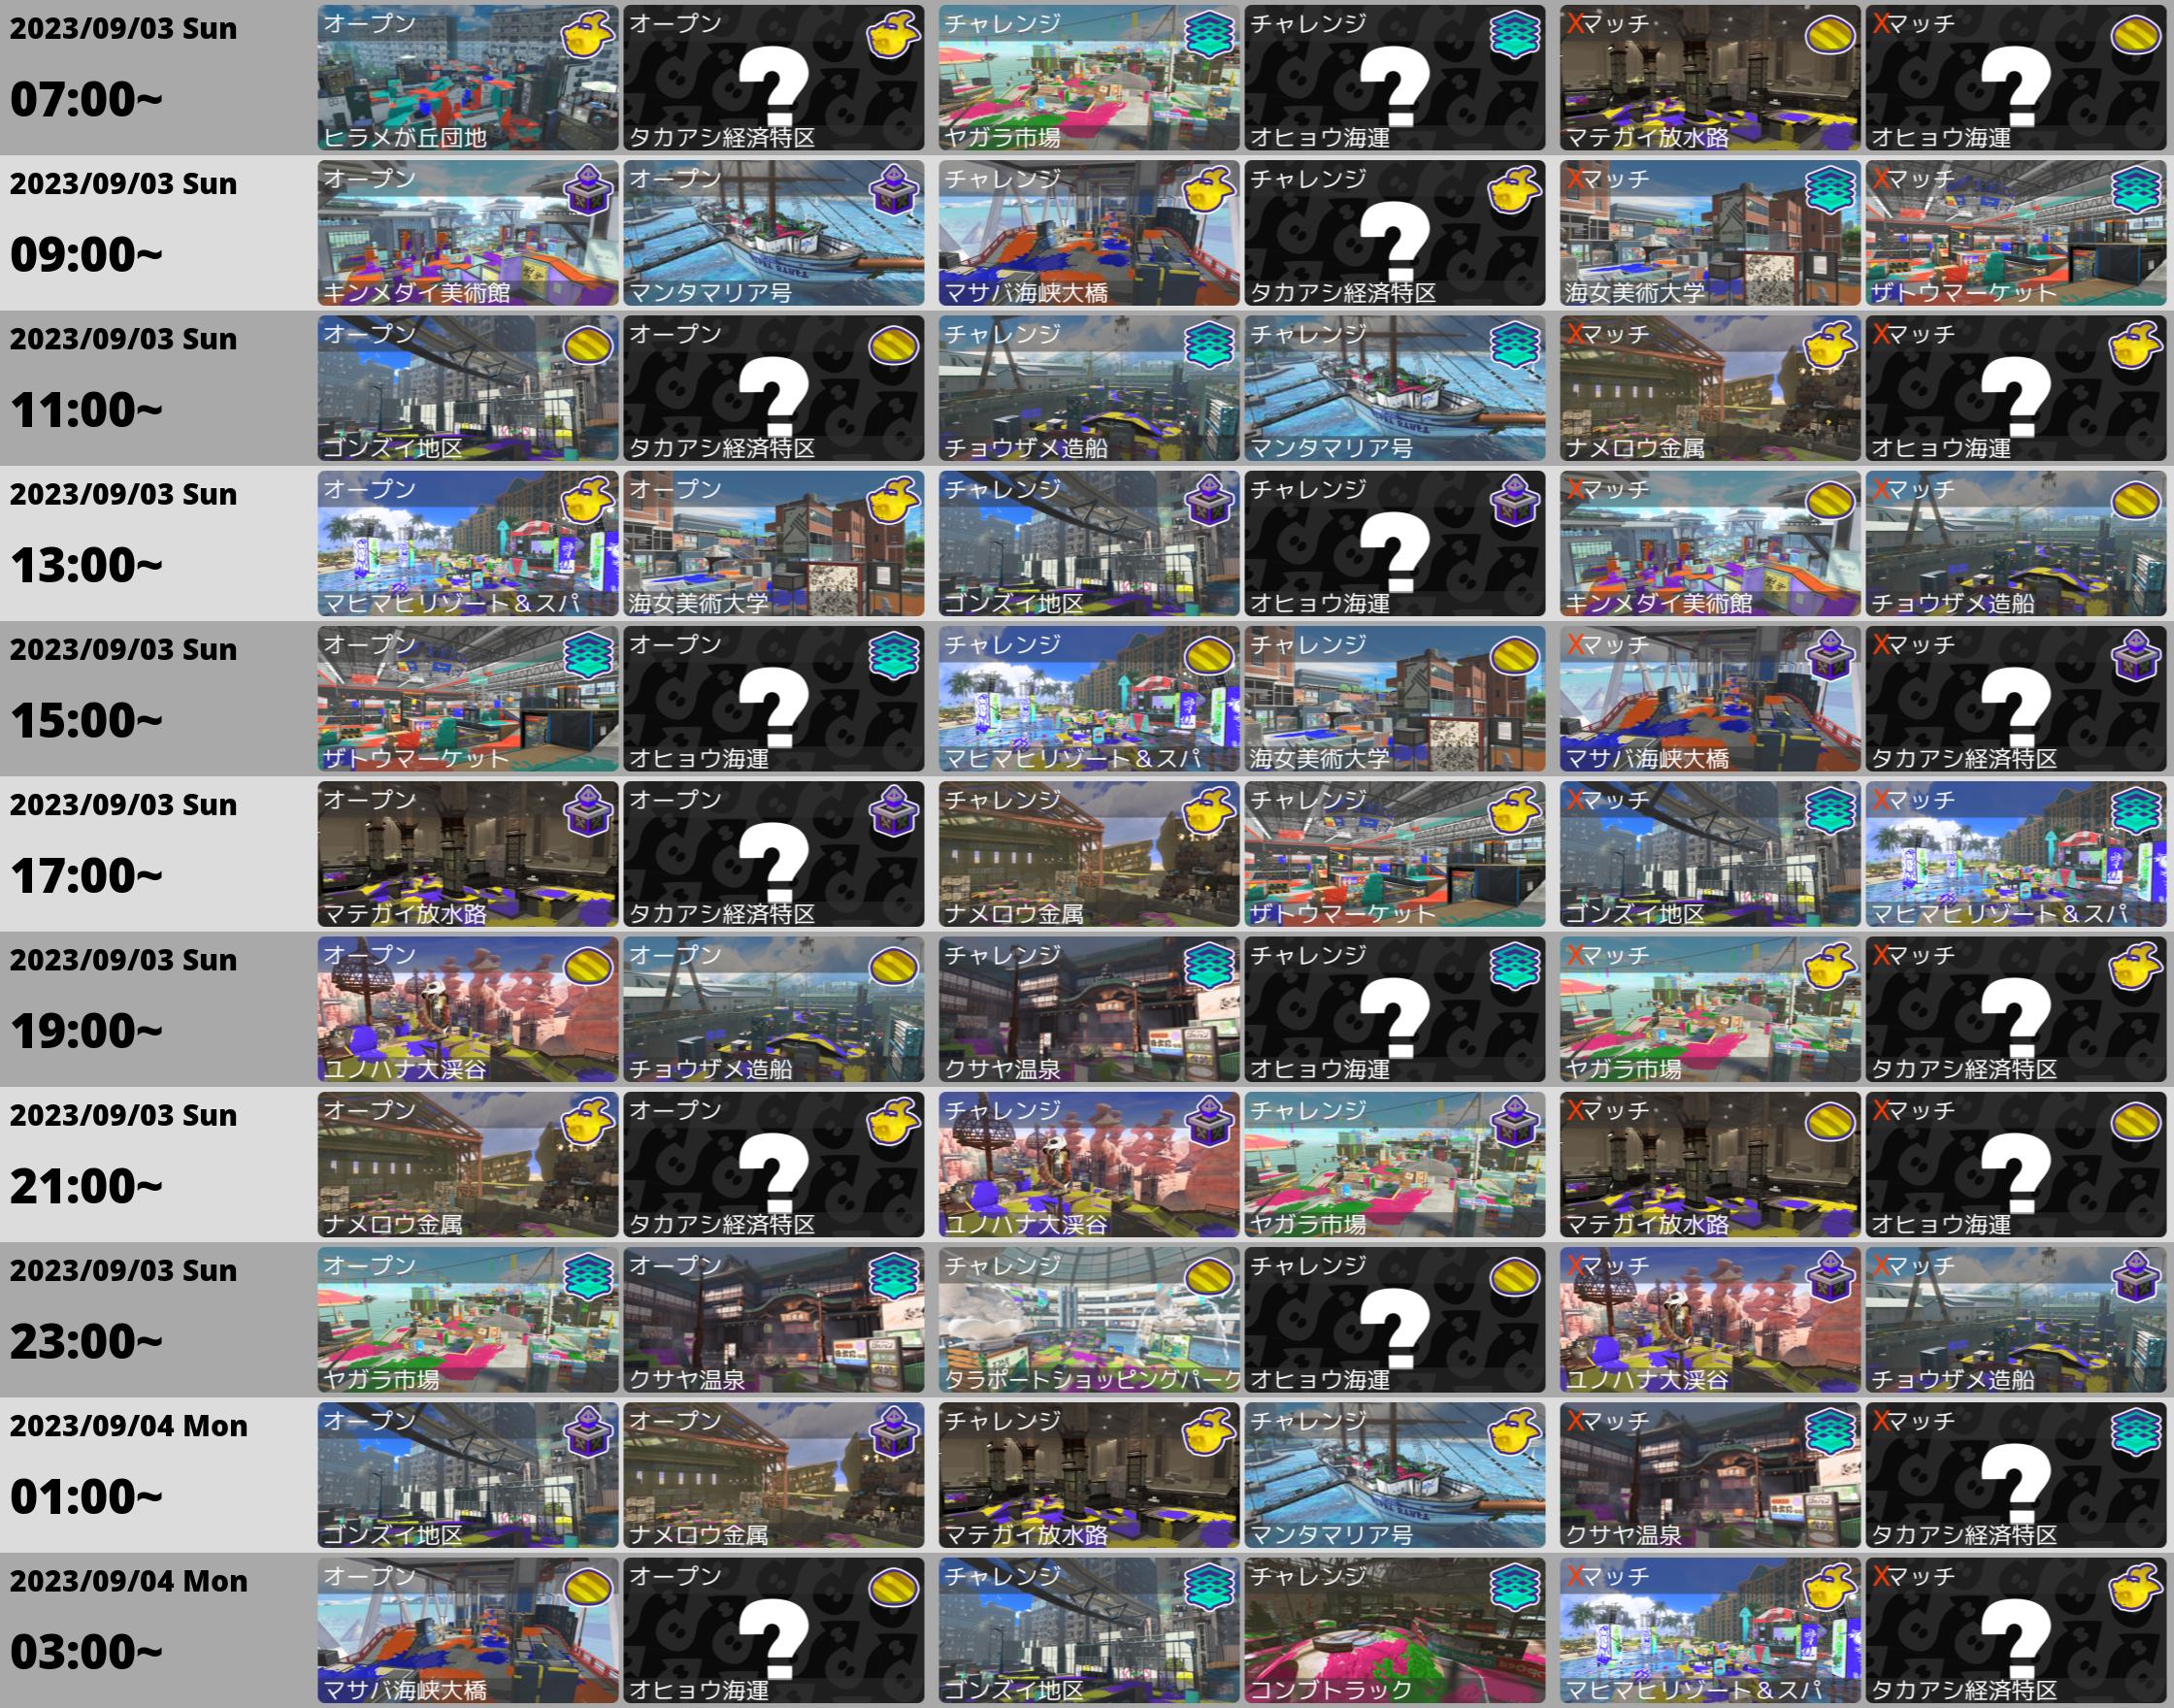 2023/09/03 Sun
07:00~
オープン
ヒラメが丘団地
オープン
タカアシ経済特区
チャレンジ
ヤガラ市場
チャレンジ
オヒョウ海運
Xマッチ
マテガイ放水路
Xマッチ
オヒョウ海運
2023/09/03 Sun
09:00~
オープン
キンメダイ美術館
オープン
マンタマリア号
チャレンジ
マサバ海峡大橋
チャレンジ
タカアシ経済特区
Xマッチ
海女美術大学
Xマッチ
ザトウマーケット
2023/09/03 Sun
11:00~
オープン
ゴンズイ地区
オープン
タカアシ経済特区
チャレンジ
チョウザメ造船
チャレンジ
マンタマリア号
Xマッチ
ナメロウ金属
Xマッチ
オヒョウ海運
2023/09/03 Sun
13:00~
オープン
マヒマヒリゾート＆スパ
オープン
海女美術大学
チャレンジ
ゴンズイ地区
チャレンジ
オヒョウ海運
Xマッチ
キンメダイ美術館
Xマッチ
チョウザメ造船
2023/09/03 Sun
15:00~
オープン
ザトウマーケット
オープン
オヒョウ海運
チャレンジ
マヒマヒリゾート＆スパ
チャレンジ
海女美術大学
Xマッチ
マサバ海峡大橋
Xマッチ
タカアシ経済特区
2023/09/03 Sun
17:00~
オープン
マテガイ放水路
オープン
タカアシ経済特区
チャレンジ
ナメロウ金属
チャレンジ
ザトウマーケット
Xマッチ
ゴンズイ地区
Xマッチ
マヒマヒリゾート＆スパ
2023/09/03 Sun
19:00~
オープン
ユノハナ大渓谷
オープン
チョウザメ造船
チャレンジ
クサヤ温泉
チャレンジ
オヒョウ海運
Xマッチ
ヤガラ市場
Xマッチ
タカアシ経済特区
2023/09/03 Sun
21:00~
オープン
ナメロウ金属
オープン
タカアシ経済特区
チャレンジ
ユノハナ大渓谷
チャレンジ
ヤガラ市場
Xマッチ
マテガイ放水路
Xマッチ
オヒョウ海運
2023/09/03 Sun
23:00~
オープン
ヤガラ市場
オープン
クサヤ温泉
チャレンジ
タラポートショッピングパーク
チャレンジ
オヒョウ海運
Xマッチ
ユノハナ大渓谷
Xマッチ
チョウザメ造船
2023/09/04 Mon
01:00~
オープン
ゴンズイ地区
オープン
ナメロウ金属
チャレンジ
マテガイ放水路
チャレンジ
マンタマリア号
Xマッチ
クサヤ温泉
Xマッチ
タカアシ経済特区
2023/09/04 Mon
03:00~
オープン
マサバ海峡大橋
オープン
オヒョウ海運
チャレンジ
ゴンズイ地区
チャレンジ
コンブトラック
Xマッチ
マヒマヒリゾート＆スパ
Xマッチ
タカアシ経済特区